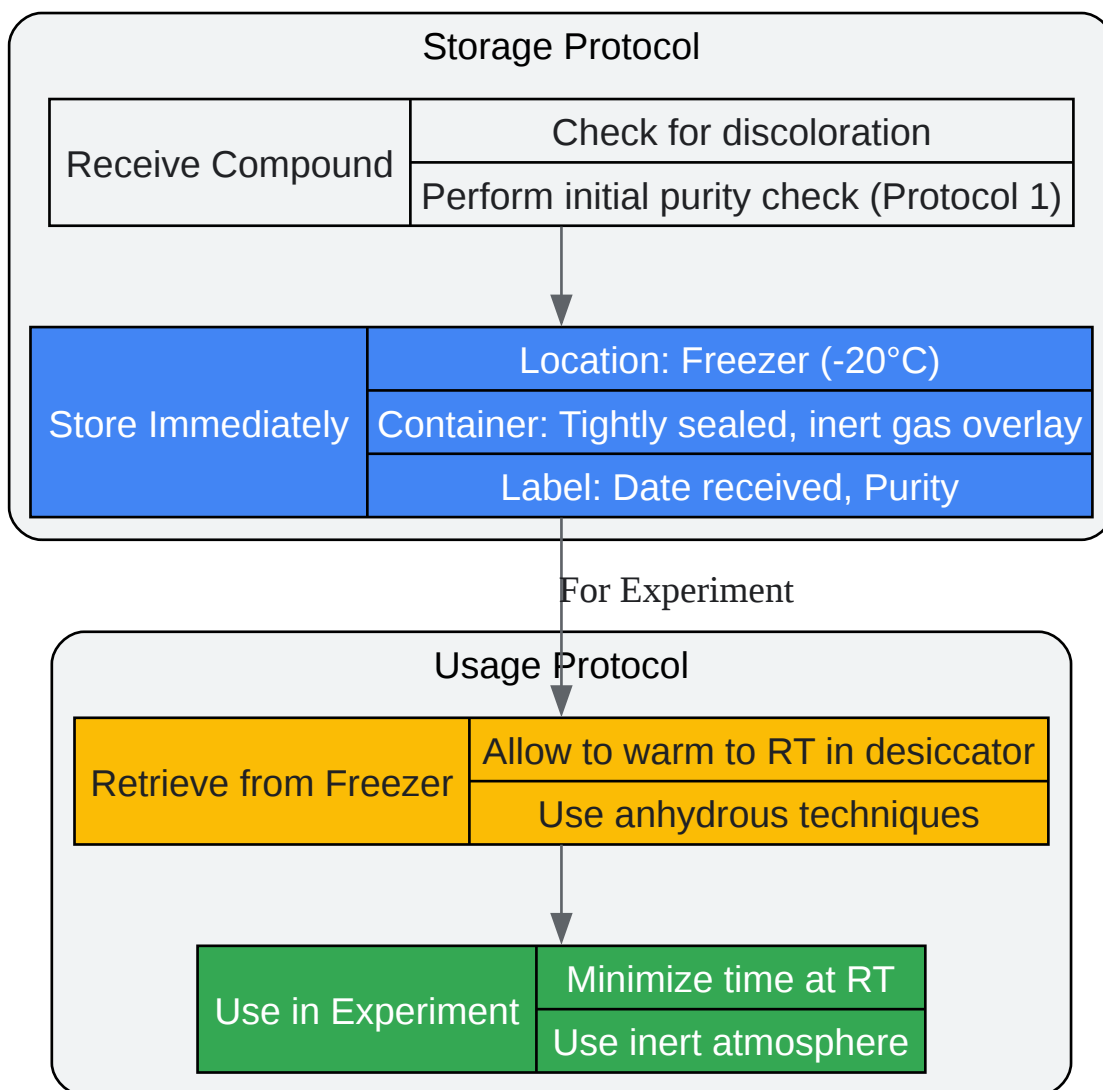 Storage Protocol
Receive Compound
Check for discoloration
Perform initial purity check (Protocol 1)
Store Immediately
Location: Freezer (-20°C)
Container: Tightly sealed, inert gas overlay
Label: Date received, Purity
For Experiment
Usage Protocol
Retrieve from Freezer
Allow to warm to RT in desiccator
Use anhydrous techniques
Use in Experiment
Minimize time at RT
Use inert atmosphere